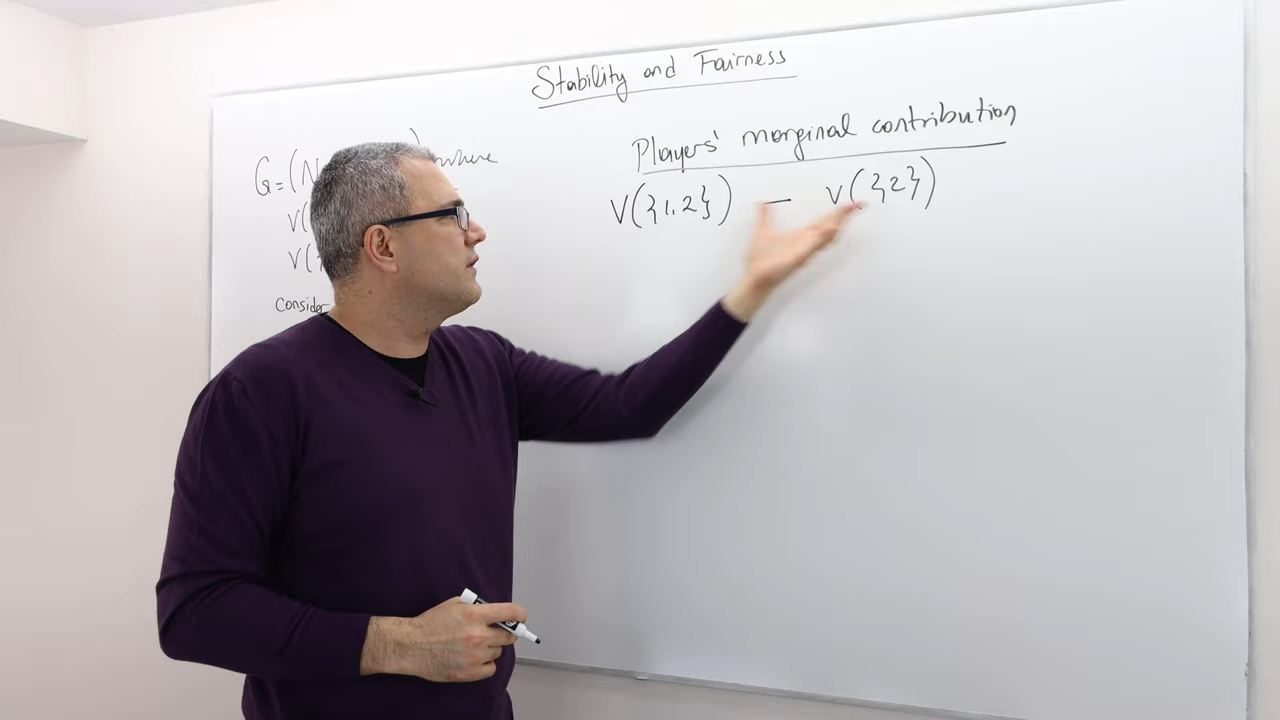 Stability and Fairness
G=(N
where
V(
V(
Consider
Players' marginal contribution
V({1,2}) — V({2})